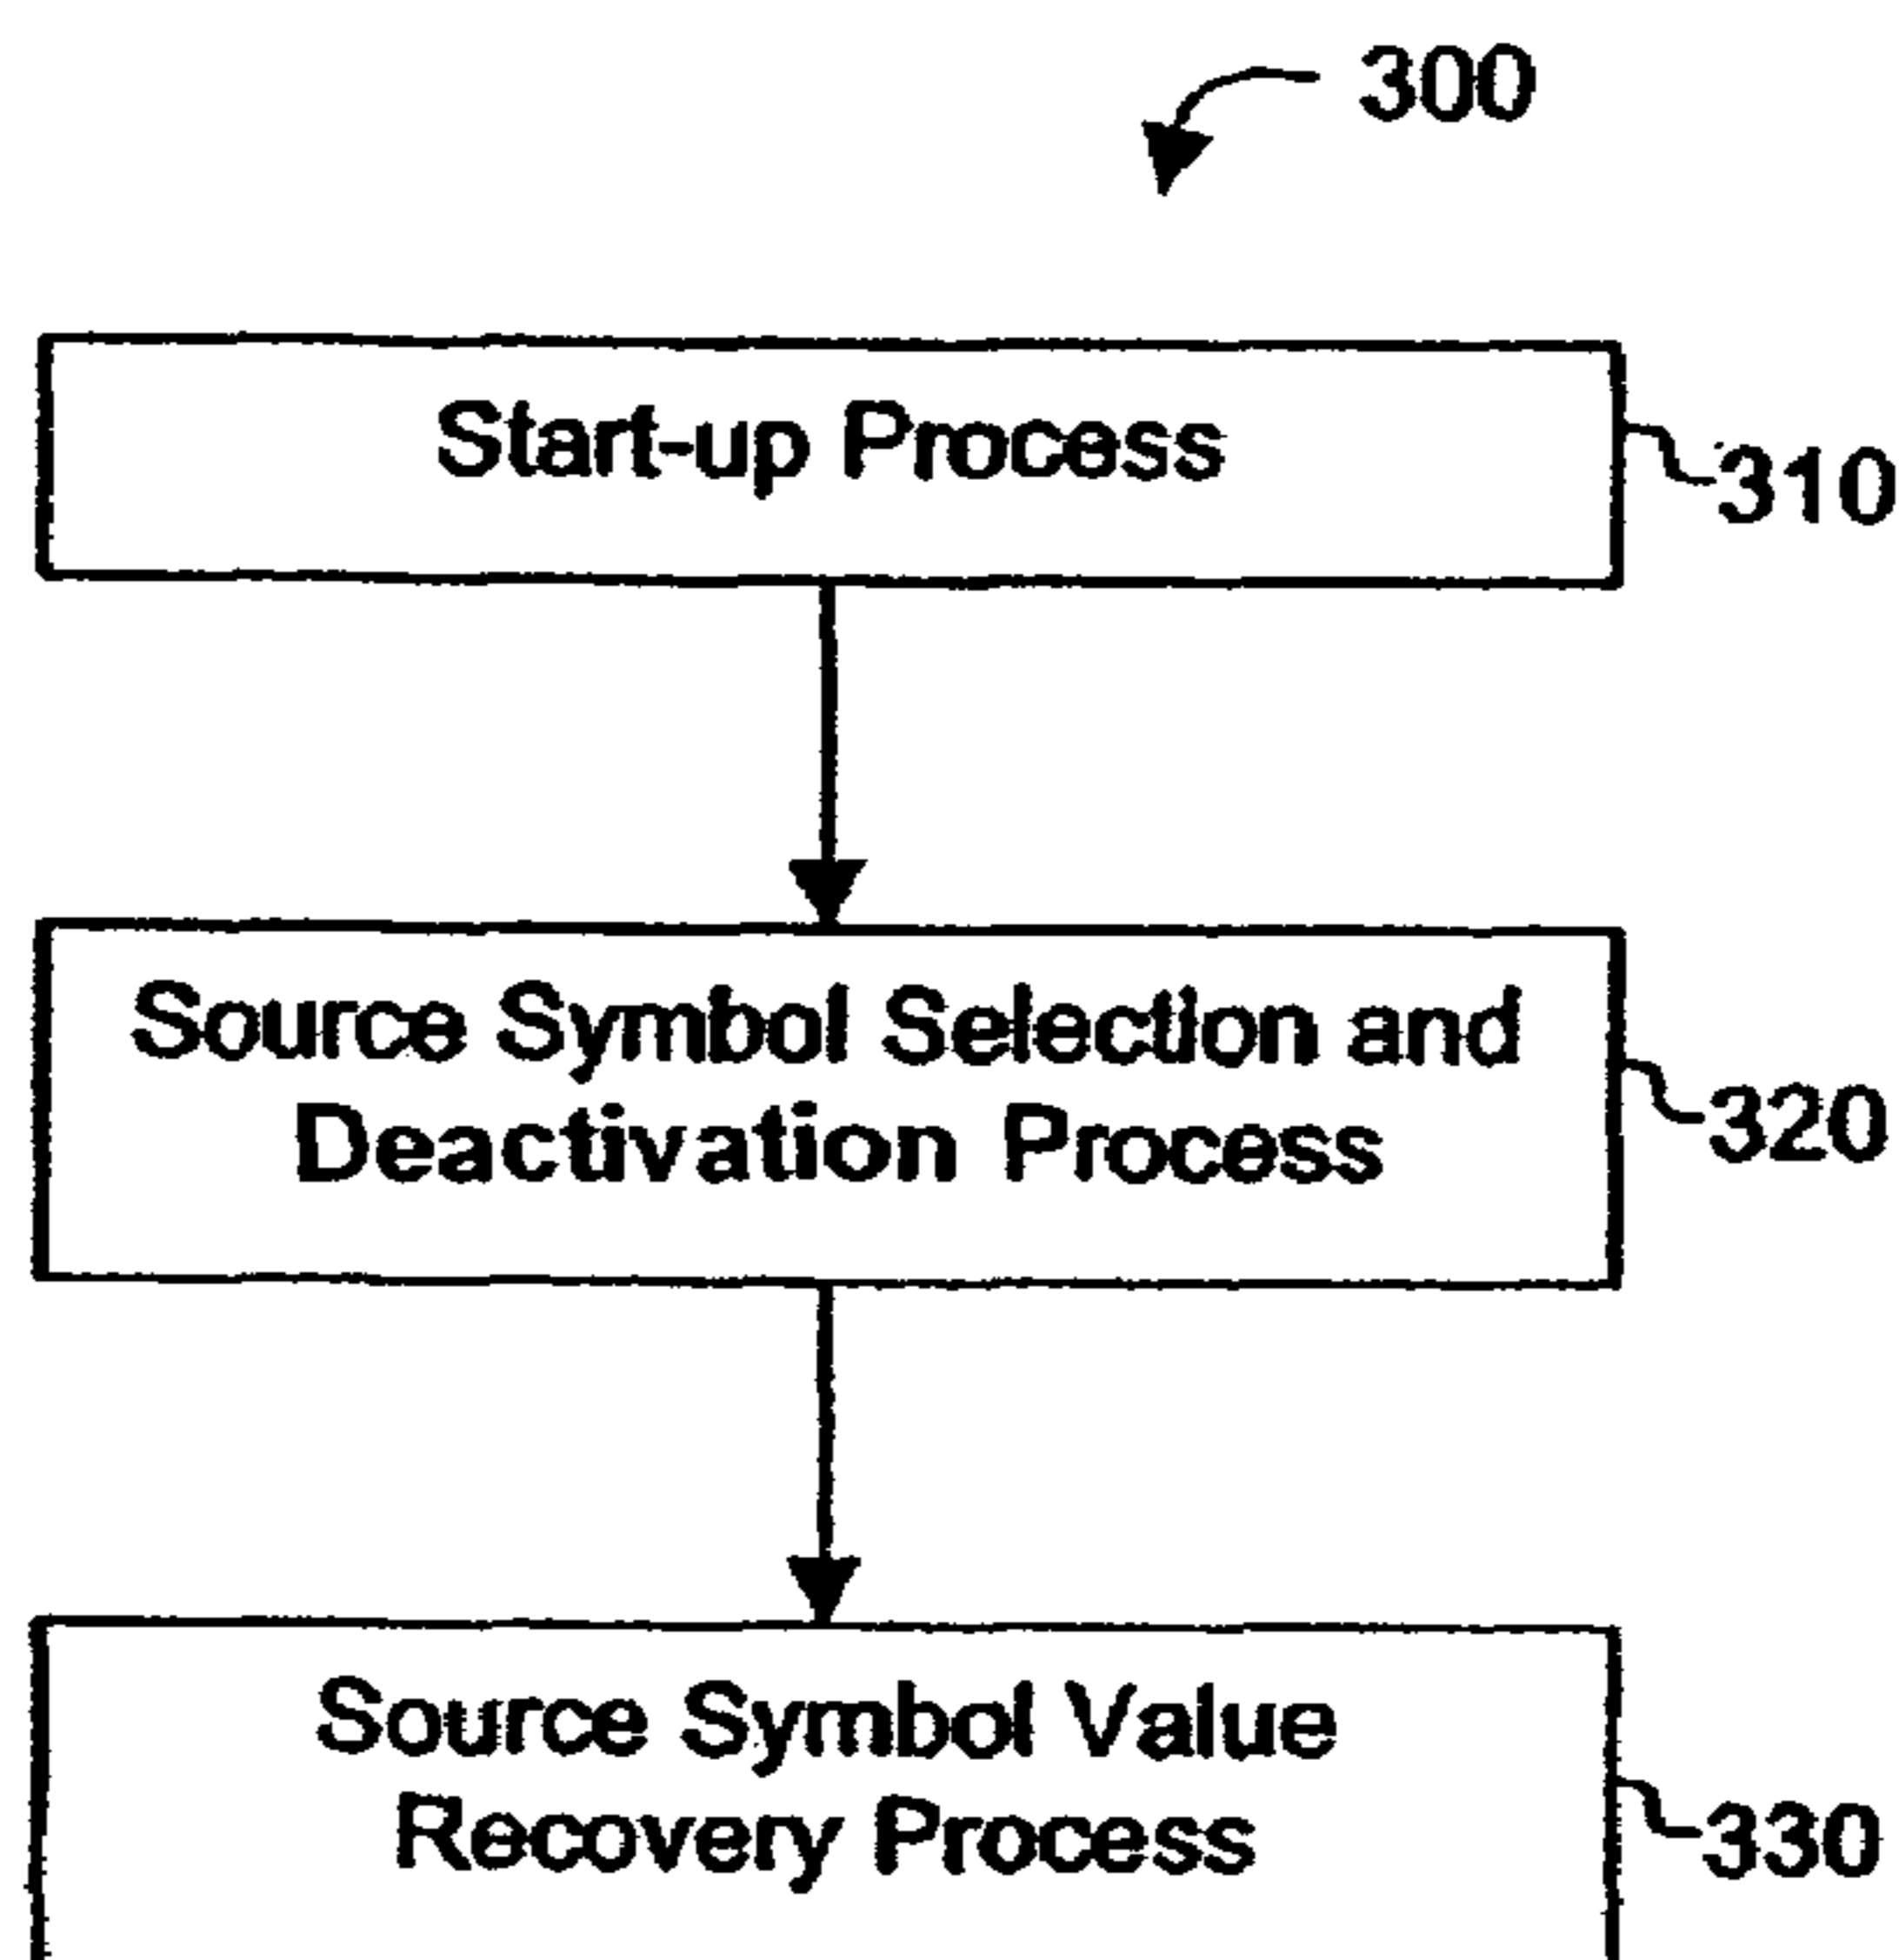 300
Start-up Process
310
Source Symbol Selection and
Deactivation Process
320
Source Symbol Value
Recovery Process
330